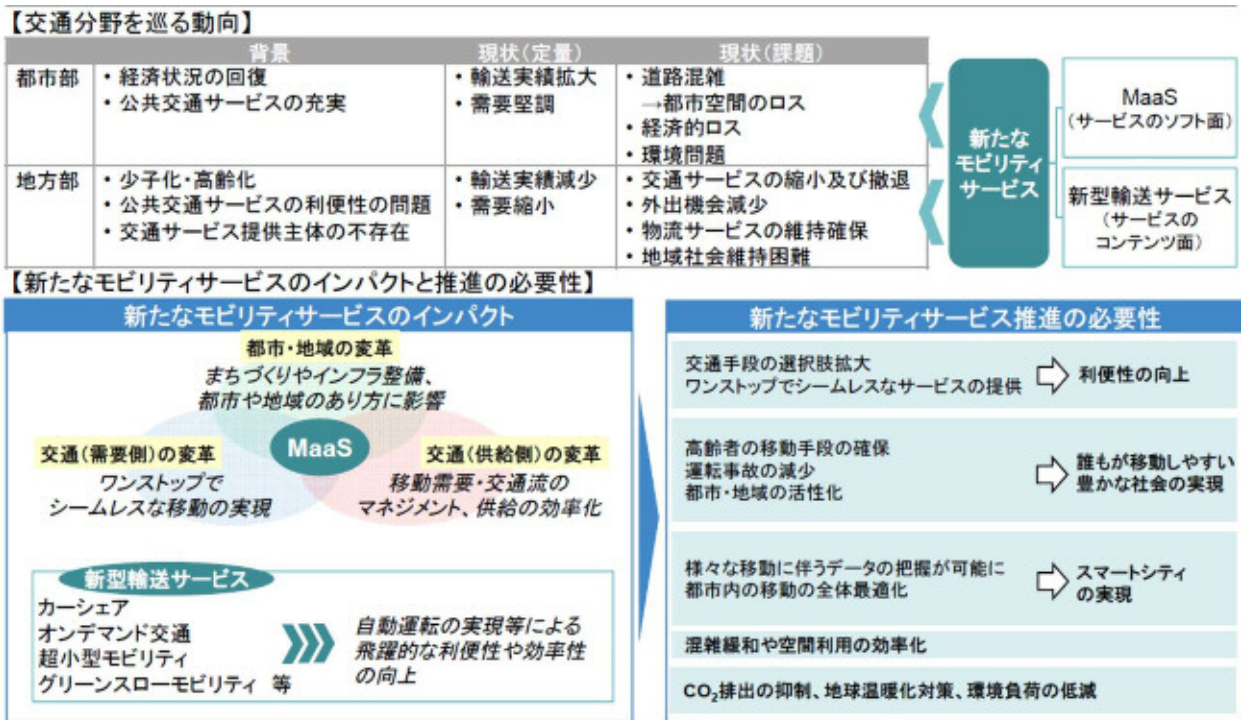 【交通分野を巡る動向】
背景
現状(定量)
現状(課題)
都市部
・経済状況の回復
・公共交通サービスの充実
・輸送実績拡大
・需要堅調
・道路混雑
→都市空間のロス
・経済的ロス
・環境問題
地方部
・少子化・高齢化
・公共交通サービスの利便性の問題
・交通サービス提供主体の不存在
・輸送実績減少
・需要縮小
・交通サービスの縮小及び撤退
・外出機会減少
・物流サービスの維持確保
・地域社会維持困難
新たな
モビリティ
サービス
MaaS
(サービスのソフト面)
新型輸送サービス
(サービスの
コンテンツ面)
【新たなモビリティサービスのインパクトと推進の必要性】
新たなモビリティサービスのインパクト
都市・地域の変革
まちづくりやインフラ整備、
都市や地域のあり方に影響
MaaS
交通(需要側)の変革
ワンストップで
シームレスな移動の実現
交通(供給側)の変革
移動需要・交通流の
マネジメント、供給の効率化
新型輸送サービス
カーシェア
オンデマンド交通
超小型モビリティ
グリーンスローモビリティ 等
自動運転の実現等による
飛躍的な利便性や効率性
の向上
新たなモビリティサービス推進の必要性
交通手段の選択肢拡大
ワンストップでシームレスなサービスの提供
利便性の向上
高齢者の移動手段の確保
運転事故の減少
都市・地域の活性化
誰もが移動しやすい
豊かな社会の実現
様々な移動に伴うデータの把握が可能に
都市内の移動の全体最適化
スマートシティ
の実現
混雑緩和や空間利用の効率化
CO₂排出の抑制、地球温暖化対策、環境負荷の低減